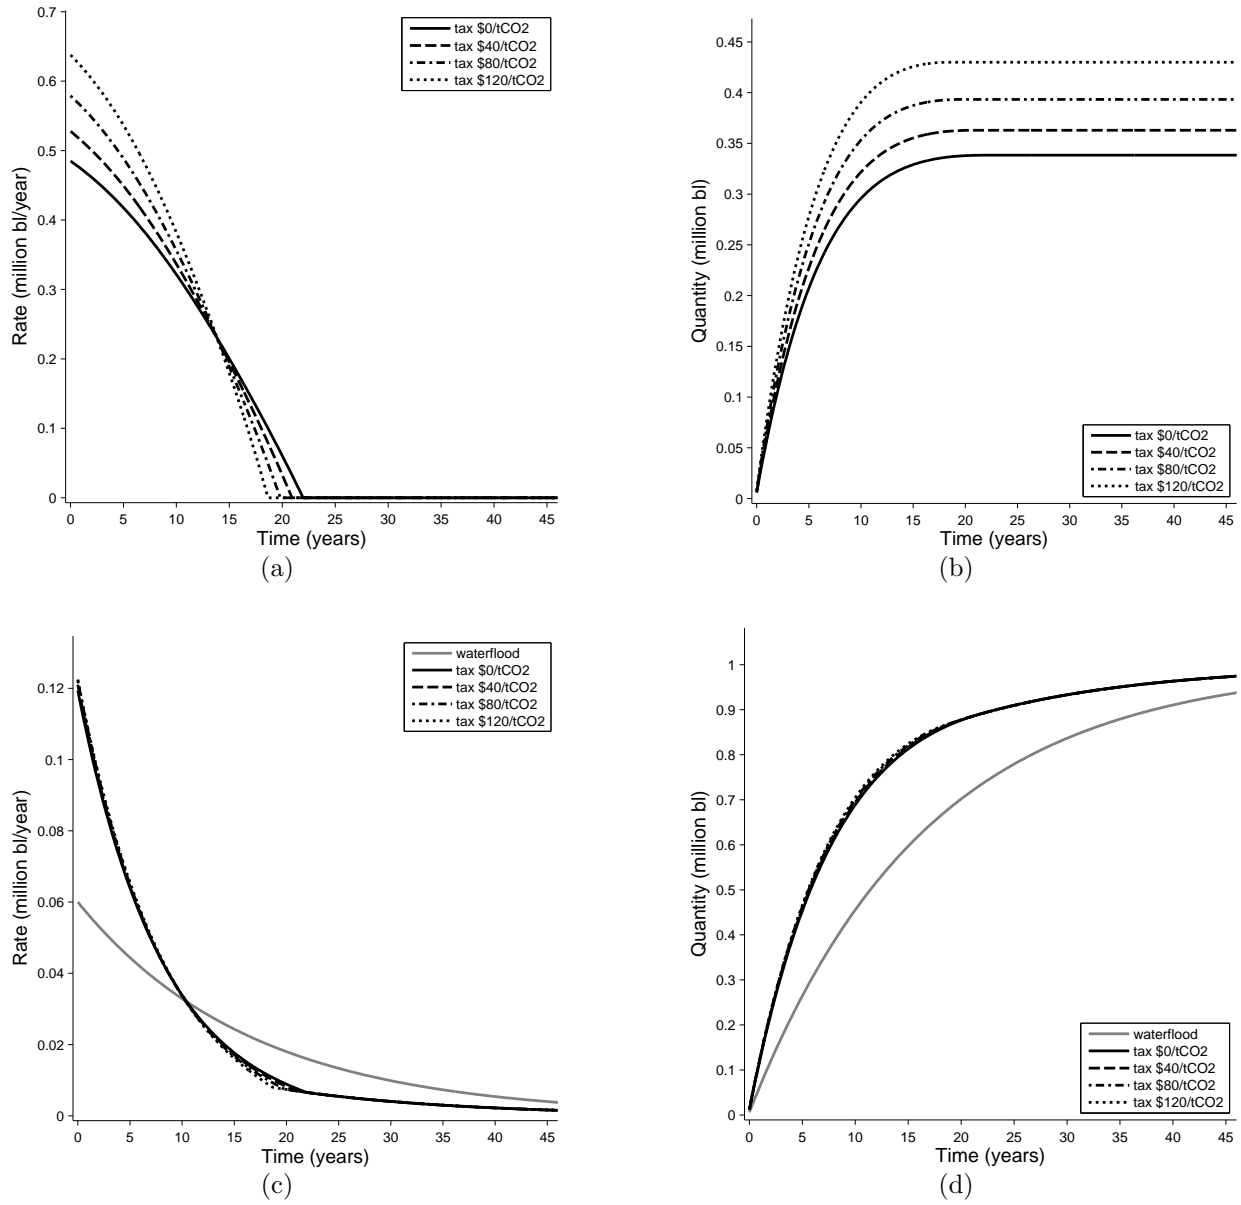 0.7
0.6
0.5
0.4
0.3
0.2
0.1
0
Rate (million bl/year)
0 5 10 15 20 25 30 35 40 45
Time (years)
tax $0/tCO2
tax $40/tCO2
tax $80/tCO2
tax $120/tCO2
(a)
0.45
0.4
0.35
0.3
0.25
0.2
0.15
0.1
0.05
0
Quantity (million bl)
0 5 10 15 20 25 30 35 40 45
Time (years)
tax $0/tCO2
tax $40/tCO2
tax $80/tCO2
tax $120/tCO2
(b)
0.12
0.1
0.08
0.06
0.04
0.02
0
Rate (million bl/year)
0 5 10 15 20 25 30 35 40 45
Time (years)
waterflood
tax $0/tCO2
tax $40/tCO2
tax $80/tCO2
tax $120/tCO2
(c)
1
0.9
0.8
0.7
0.6
0.5
0.4
0.3
0.2
0.1
0
Quantity (million bl)
0 5 10 15 20 25 30 35 40 45
Time (years)
waterflood
tax $0/tCO2
tax $40/tCO2
tax $80/tCO2
tax $120/tCO2
(d)